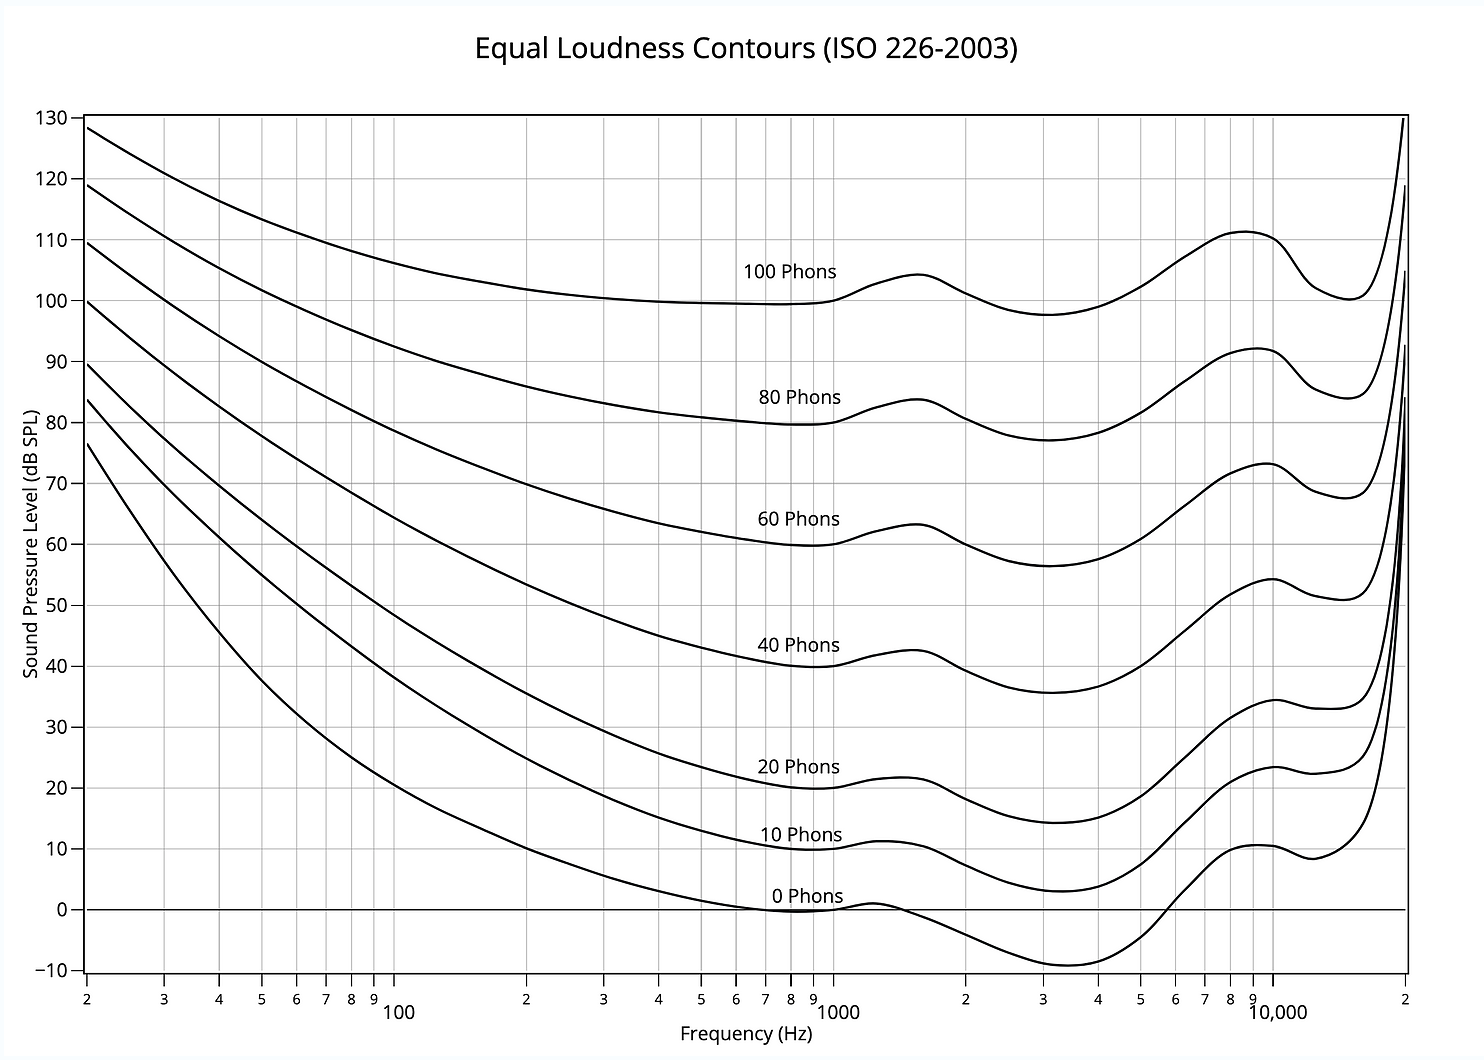 Equal Loudness Contours (ISO 226-2003)
130
120
110
100
90
80
70
60
50
40
30
20
10
0
−10
Sound Pressure Level (dB SPL)
100 Phons
80 Phons
60 Phons
40 Phons
20 Phons
10 Phons
0 Phons
2 3 4 5 6 7 8 9 2 3 4 5 6 7 8 9 2 3 4 5 6 7 8 9 2
100 1000 10,000
Frequency (Hz)